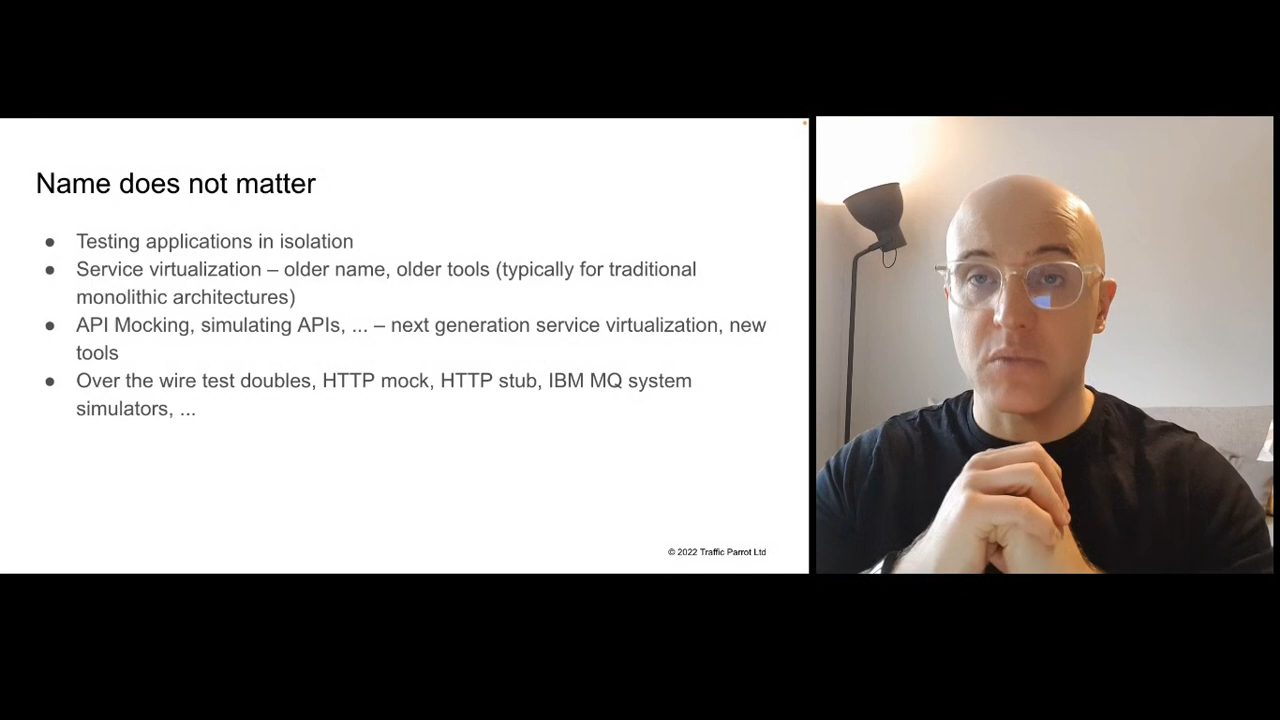 Name does not matter
● Testing applications in isolation
● Service virtualization – older name, older tools (typically for traditional
monolithic architectures)
● API Mocking, simulating APIs, ... – next generation service virtualization, new
tools
● Over the wire test doubles, HTTP mock, HTTP stub, IBM MQ system
simulators, ...
© 2022 Traffic Parrot Ltd